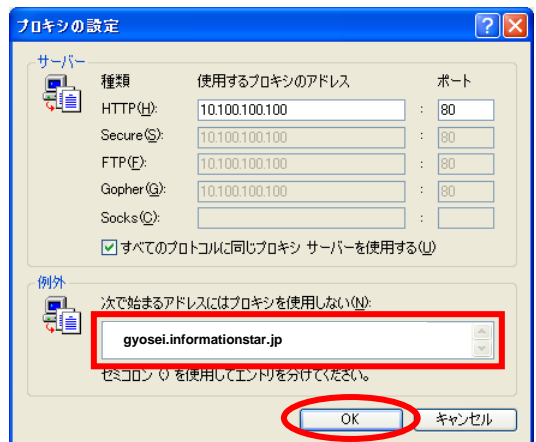 プロキシの設定
サーバー
種類 使用するプロキシのアドレス ポート
HTTP(H): 10.100.100.100 : 80
Secure(S): 10.100.100.100 : 80
FTP(F): 10.100.100.100 : 80
Gopher(G): 10.100.100.100 : 80
Socks(C): :
すべてのプロトコルに同じプロキシ サーバーを使用する(U)
例外
次で始まるアドレスにはプロキシを使用しない(N):
gyosei.informationstar.jp
セミコロン (;) を使用してエントリを分けてください。
OK キャンセル